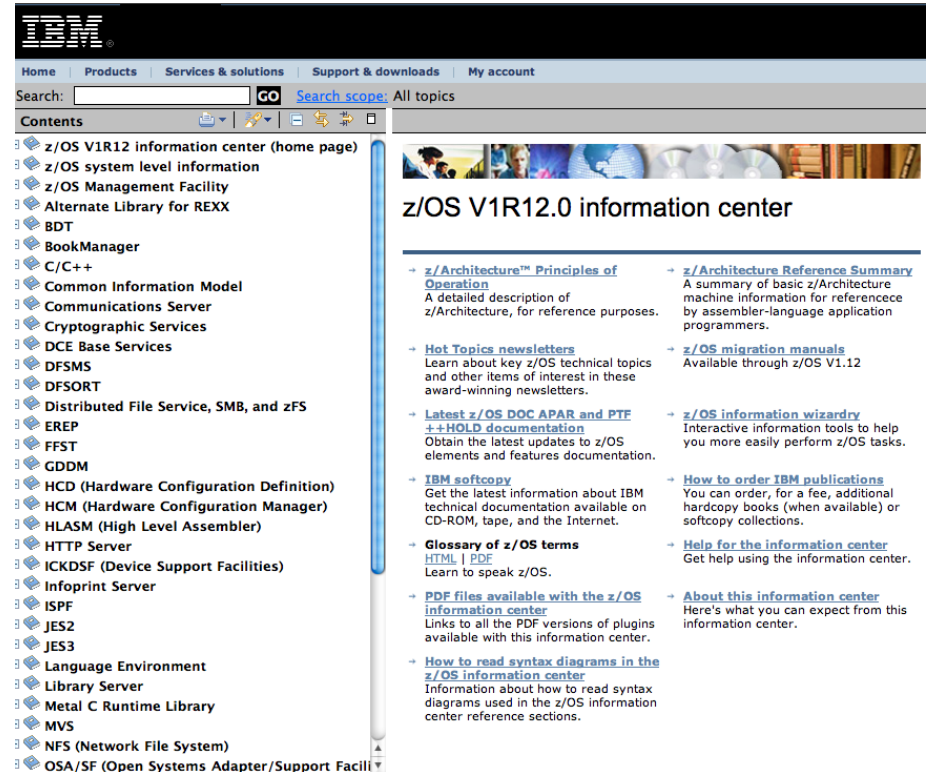 IBM®
Home | Products | Services & solutions | Support & downloads | My account
Search: GO Search scope: All topics
Contents
z/OS V1R12 information center (home page)
z/OS system level information
z/OS Management Facility
Alternate Library for REXX
BDT
BookManager
C/C++
Common Information Model
Communications Server
Cryptographic Services
DCE Base Services
DFSMS
DFSORT
Distributed File Service, SMB, and zFS
EREP
FFST
GDDM
HCD (Hardware Configuration Definition)
HCM (Hardware Configuration Manager)
HLASM (High Level Assembler)
HTTP Server
ICKDSF (Device Support Facilities)
Infoprint Server
ISPF
JES2
JES3
Language Environment
Library Server
Metal C Runtime Library
MVS
NFS (Network File System)
OSA/SF (Open Systems Adapter/Support Facili
z/OS V1R12.0 information center
z/Architecture™ Principles of
Operation
A detailed description of
z/Architecture, for reference purposes.
z/Architecture Reference Summary
A summary of basic z/Architecture
machine information for referencece
by assembler-language application
programmers.
Hot Topics newsletters
Learn about key z/OS technical topics
and other items of interest in these
award-winning newsletters.
z/OS migration manuals
Available through z/OS V1.12
Latest z/OS DOC APAR and PTF
++HOLD documentation
Obtain the latest updates to z/OS
elements and features documentation.
z/OS information wizardry
Interactive information tools to help
you more easily perform z/OS tasks.
IBM softcopy
Get the latest information about IBM
technical documentation available on
CD-ROM, tape, and the Internet.
How to order IBM publications
You can order, for a fee, additional
hardcopy books (when available) or
softcopy collections.
Glossary of z/OS terms
HTML | PDF
Learn to speak z/OS.
Help for the information center
Get help using the information center.
PDF files available with the z/OS
information center
Links to all the PDF versions of plugins
available with this information center.
About this information center
Here's what you can expect from this
information center.
How to read syntax diagrams in the
z/OS information center
Information about how to read syntax
diagrams used in the z/OS information
center reference sections.